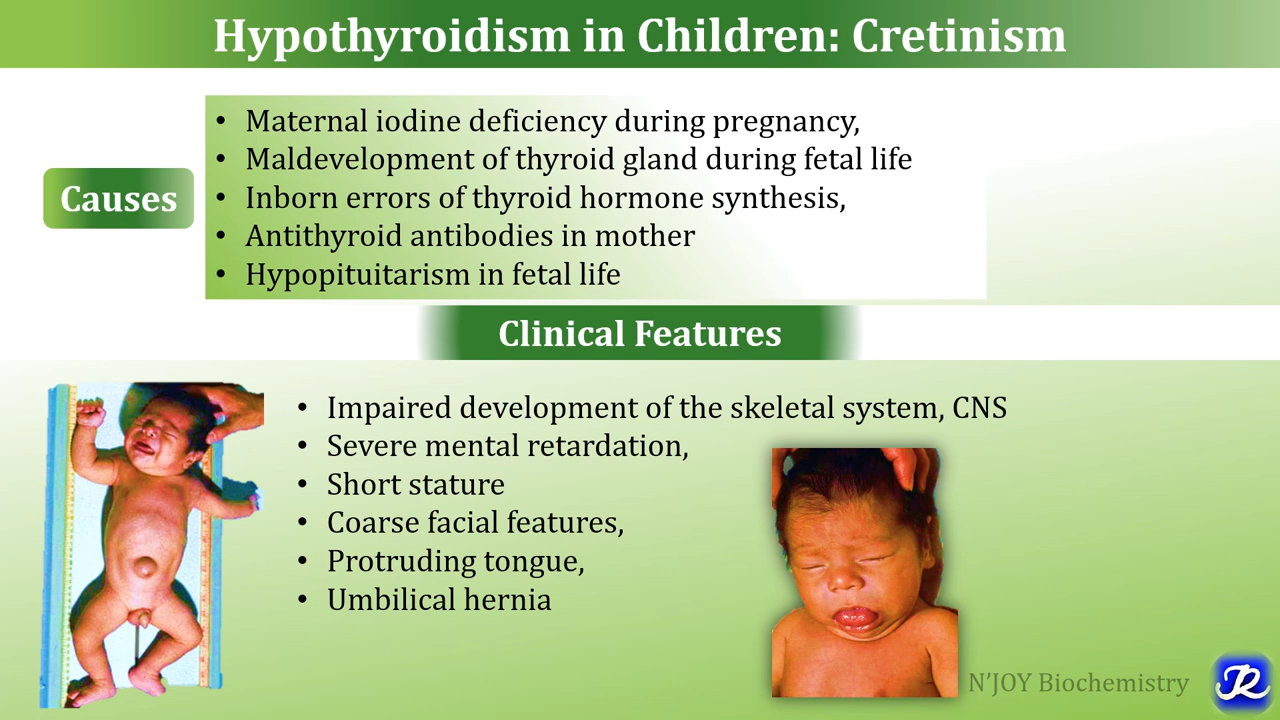 Hypothyroidism in Children: Cretinism
Causes
• Maternal iodine deficiency during pregnancy,
• Maldevelopment of thyroid gland during fetal life
• Inborn errors of thyroid hormone synthesis,
• Antithyroid antibodies in mother
• Hypopituitarism in fetal life
Clinical Features
• Impaired development of the skeletal system, CNS
• Severe mental retardation,
• Short stature
• Coarse facial features,
• Protruding tongue,
• Umbilical hernia
N'JOY Biochemistry